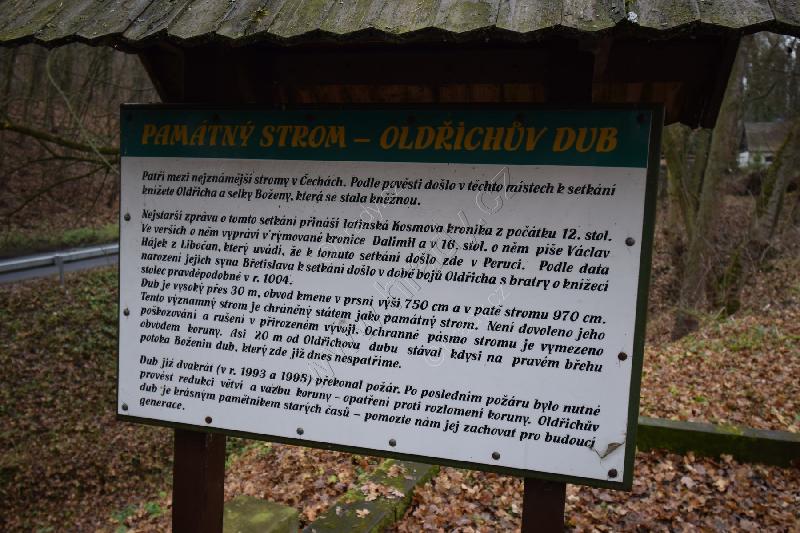 PAMÁTNÝ STROM – OLDŘICHŮV DUB
Patří mezi nejznámější stromy v Čechách. Podle pověsti došlo v těchto místech k setkání
knížete Oldřicha a selky Boženy, která se stala kněžnou.
Nejstarší zpráva o tomto setkání přináší latinská Kosmova kronika z počátku 12. stol.
Ve verších o něm vypráví v rýmované kronice Dalimil a v 16. stol. o něm píše Václav
Hájek z Libočan, který uvádí, že k tomuto setkání došlo zde v Peruci. Podle data
narození jejich syna Břetislava k setkání došlo v době bojů Oldřicha s bratry o knížecí
stolec pravděpodobně v r. 1004.
Dub je vysoký přes 30 m, obvod kmene v prsní výši 750 cm a v patě stromu 970 cm.
Tento významný strom je chráněný státem jako památný strom. Není dovoleno jeho
poškozování a rušení v přirozeném vývoji. Ochranné pásmo stromu je vymezeno
obvodem koruny. Asi 20 m od Oldřichova dubu stával kdysi na pravém břehu
potoka Boženin dub, který zde již dnes nespatříme.
Dub již dvakrát (v r. 1993 a 1998) překonal požár. Po posledním požáru bylo nutné
provést redukci větví a vazbu koruny – opatření proti rozlomení koruny. Oldřichův
dub je krásným pamětníkem starých časů – pomozte nám jej zachovat pro budoucí
generace.